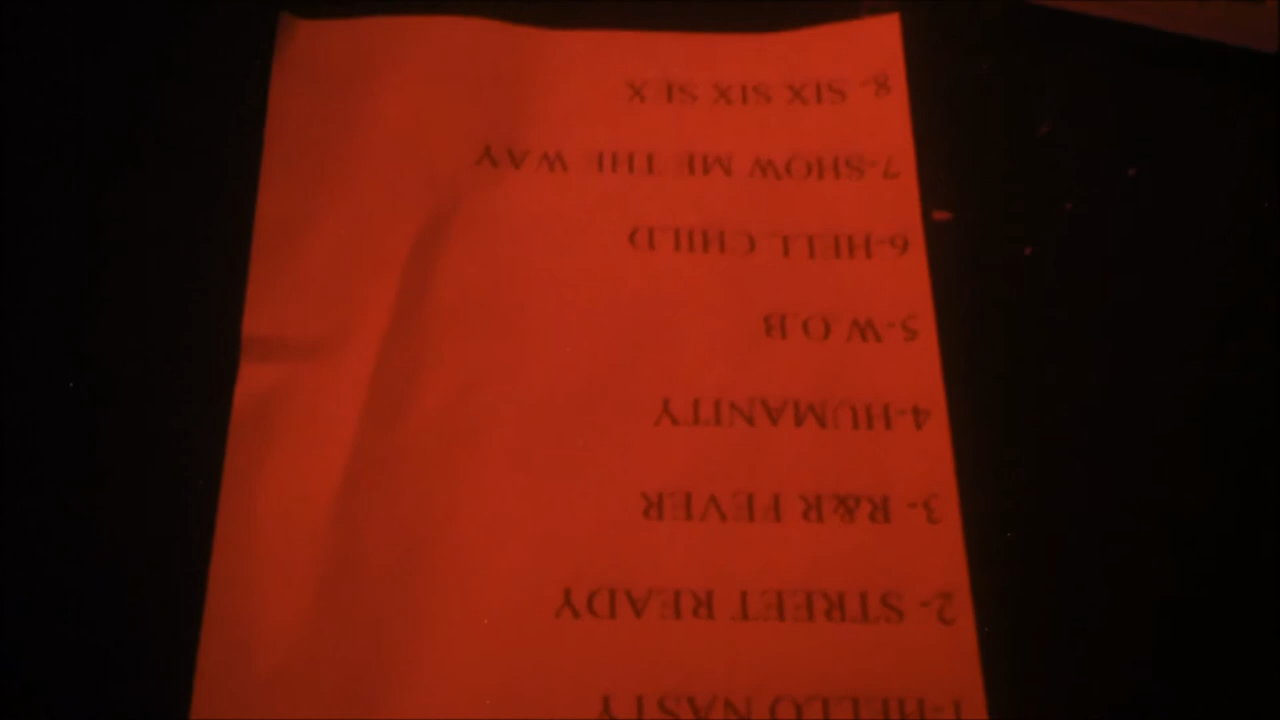 1-HELLO NASTY
2- STREET READY
3- R&R FEVER
4-HUMANITY
5-W.O.B
6-HELL CHILD
7-SHOW ME THE WAY
8- SIX SIX SEX